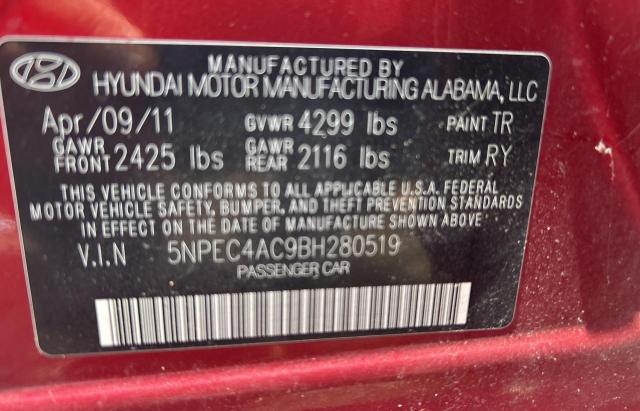 MANUFACTURED BY
HYUNDAI MOTOR MANUFACTURING ALABAMA, LLC
Apr/09/11 GVWR 4299 lbs PAINT TR
GAWR FRONT 2425 lbs GAWR REAR 2116 lbs TRIM RY
THIS VEHICLE CONFORMS TO ALL APPLICABLE U.S.A. FEDERAL
MOTOR VEHICLE SAFETY, BUMPER, AND THEFT PREVENTION STANDARDS
IN EFFECT ON THE DATE OF MANUFACTURE SHOWN ABOVE.
V.I.N 5NPEC4AC9BH280519
PASSENGER CAR